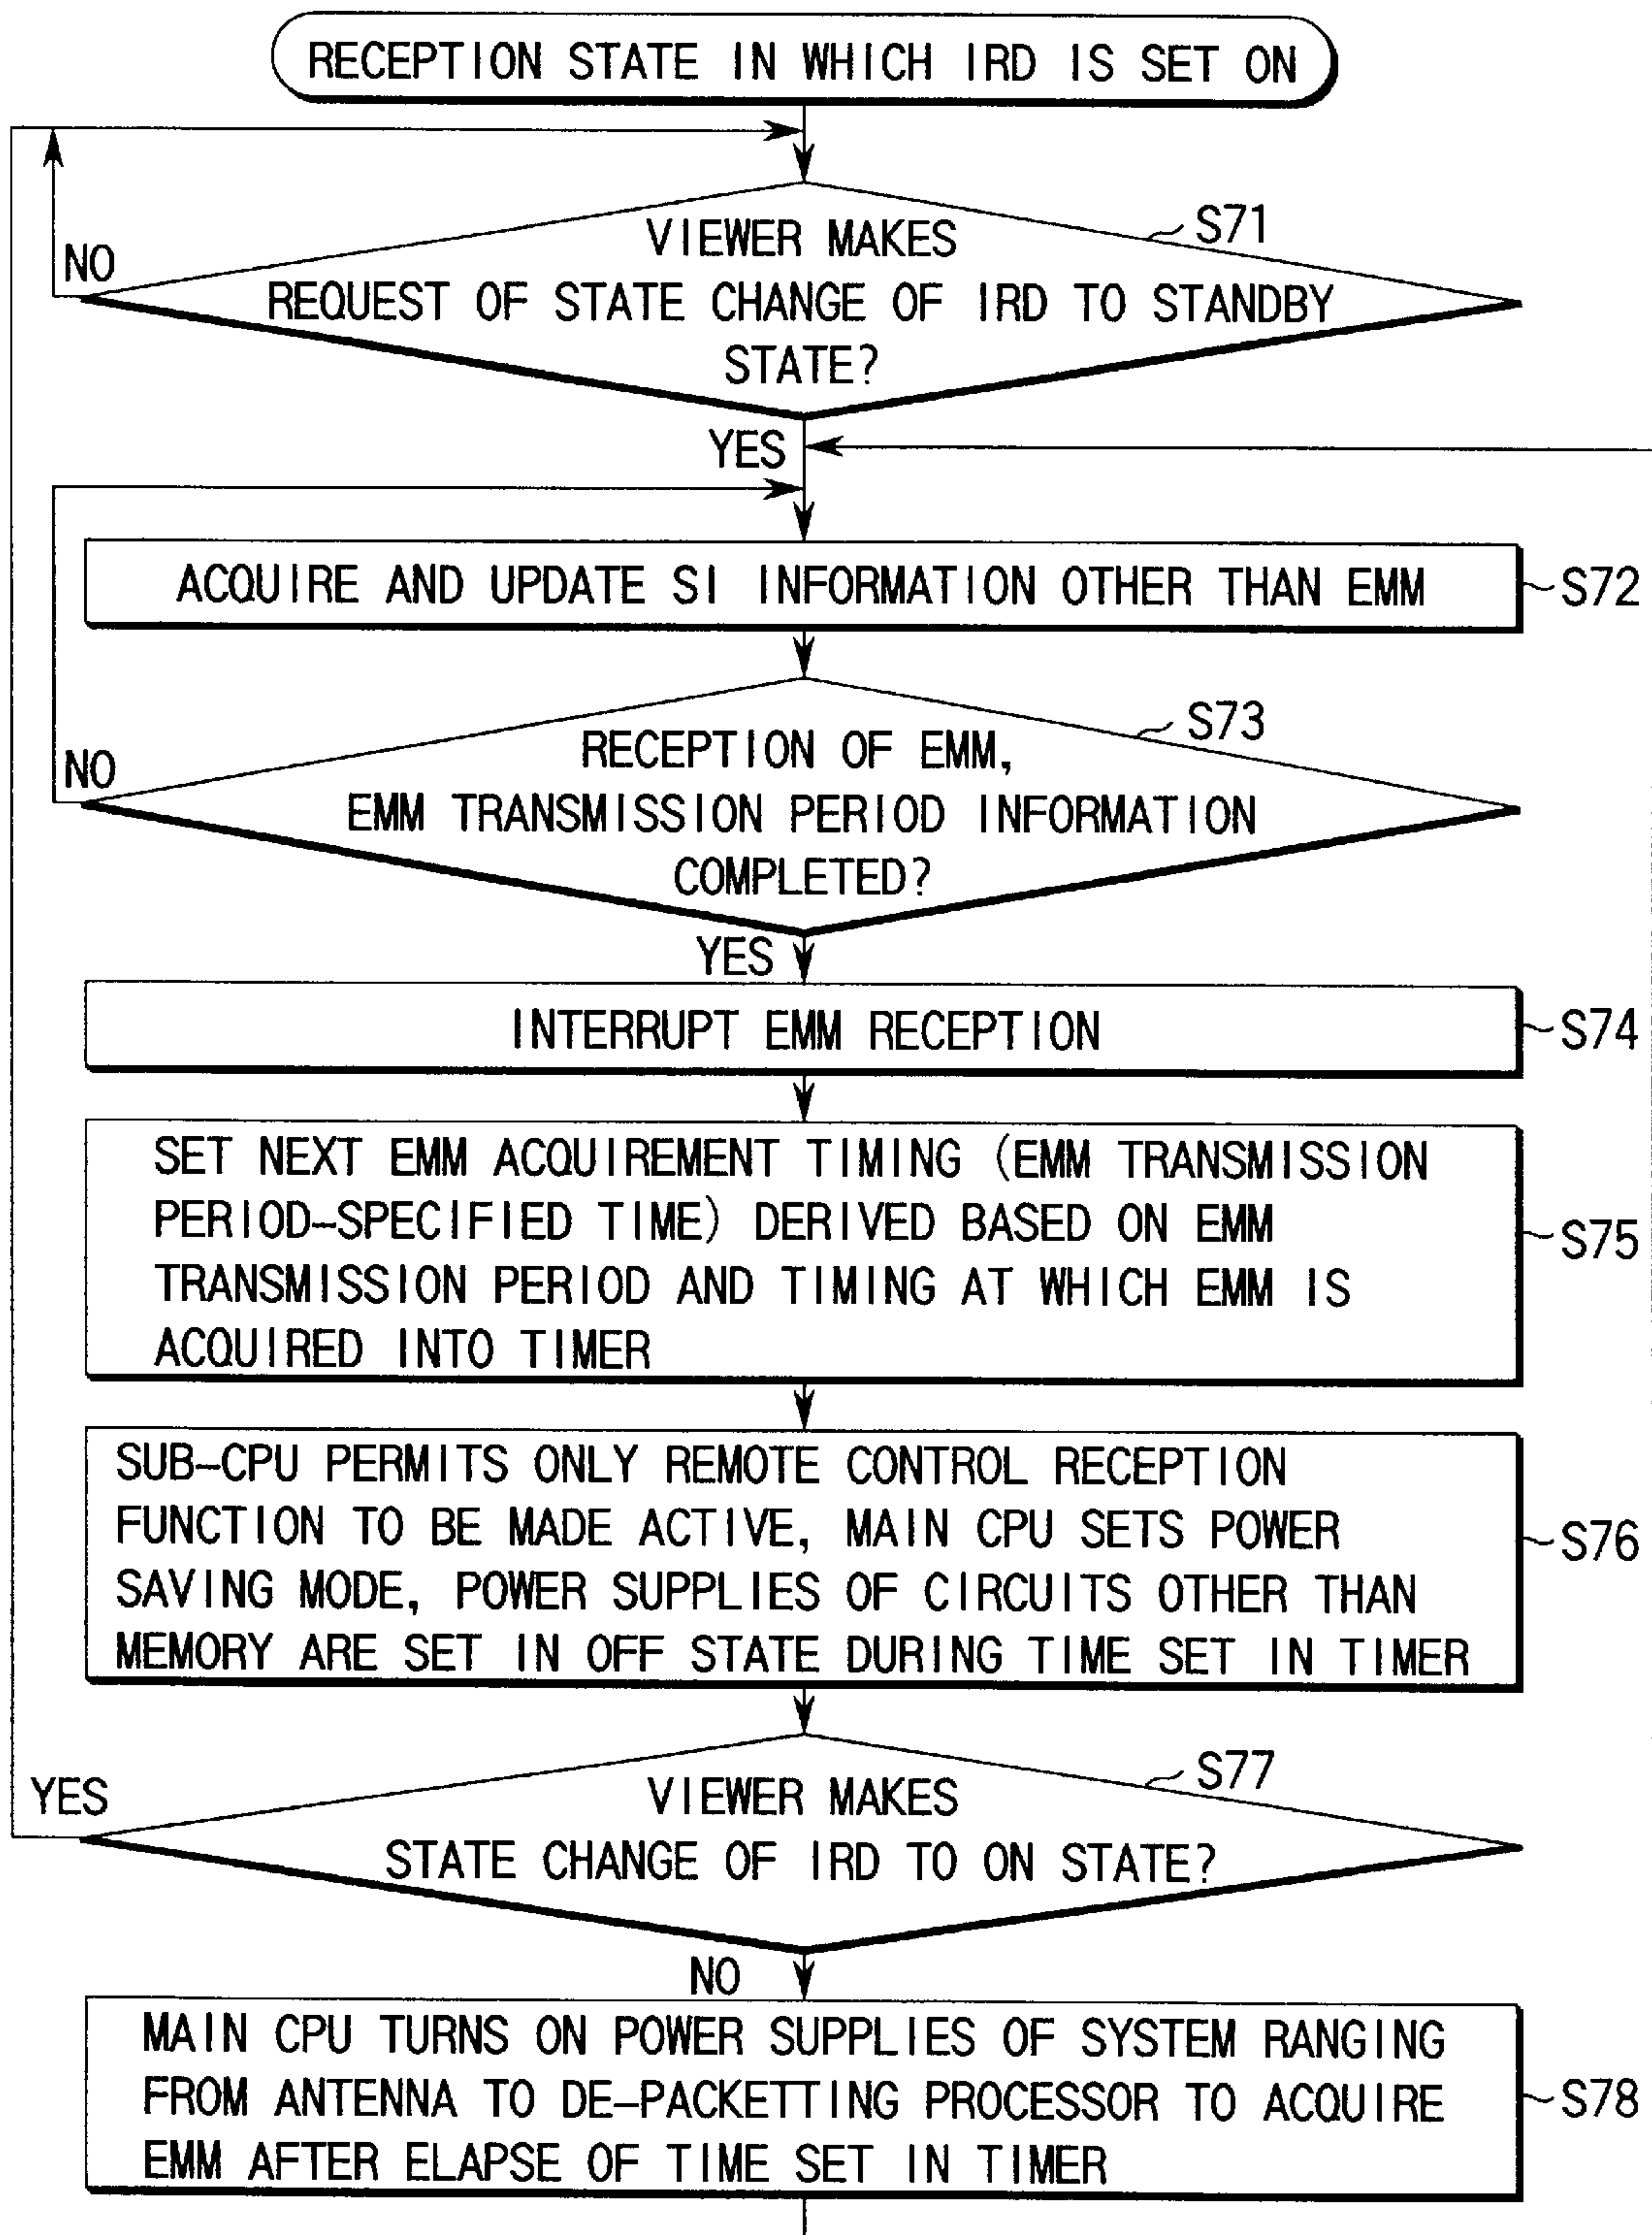 RECEPTION STATE IN WHICH IRD IS SET ON
S71
VIEWER MAKES
NO
REQUEST OF STATE CHANGE OF IRD TO STANDBY
STATE?
YES
ACQUIRE AND UPDATE SI INFORMATION OTHER THAN EMM
S72
S73
RECEPTION OF EMM,
NO
EMM TRANSMISSION PERIOD INFORMATION
COMPLETED?
YES
INTERRUPT EMM RECEPTION
S74
SET NEXT EMM ACQUIREMENT TIMING (EMM TRANSMISSION
PERIOD-SPECIFIED TIME) DERIVED BASED ON EMM
S75
TRANSMISSION PERIOD AND TIMING AT WHICH EMM IS
ACQUIRED INTO TIMER
SUB-CPU PERMITS ONLY REMOTE CONTROL RECEPTION
FUNCTION TO BE MADE ACTIVE, MAIN CPU SETS POWER
S76
SAVING MODE, POWER SUPPLIES OF CIRCUITS OTHER THAN
MEMORY ARE SET IN OFF STATE DURING TIME SET IN TIMER
S77
YES
VIEWER MAKES
STATE CHANGE OF IRD TO ON STATE?
NO
MAIN CPU TURNS ON POWER SUPPLIES OF SYSTEM RANGING
FROM ANTENNA TO DE-PACKETTING PROCESSOR TO ACQUIRE
S78
EMM AFTER ELAPSE OF TIME SET IN TIMER